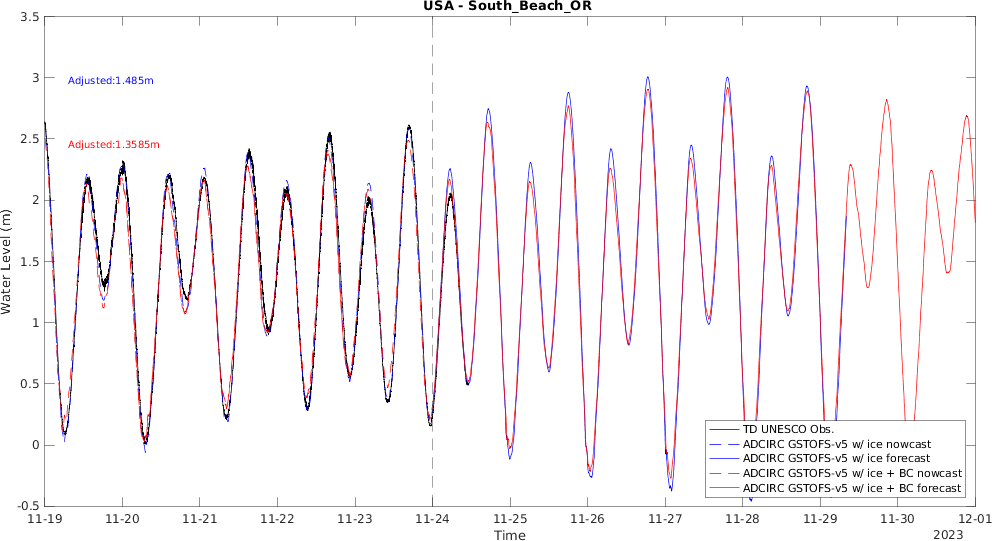 USA - South_Beach_OR
Water Level (m)
3.5
3
2.5
2
1.5
1
0.5
0
-0.5
Adjusted:1.485m
Adjusted:1.3585m
TD UNESCO Obs.
ADCIRC GSTOFS-v5 w/ ice nowcast
ADCIRC GSTOFS-v5 w/ ice forecast
ADCIRC GSTOFS-v5 w/ ice + BC nowcast
ADCIRC GSTOFS-v5 w/ ice + BC forecast
11-19 11-20 11-21 11-22 11-23 11-24 11-25 11-26 11-27 11-28 11-29 11-30 12-01
Time
2023